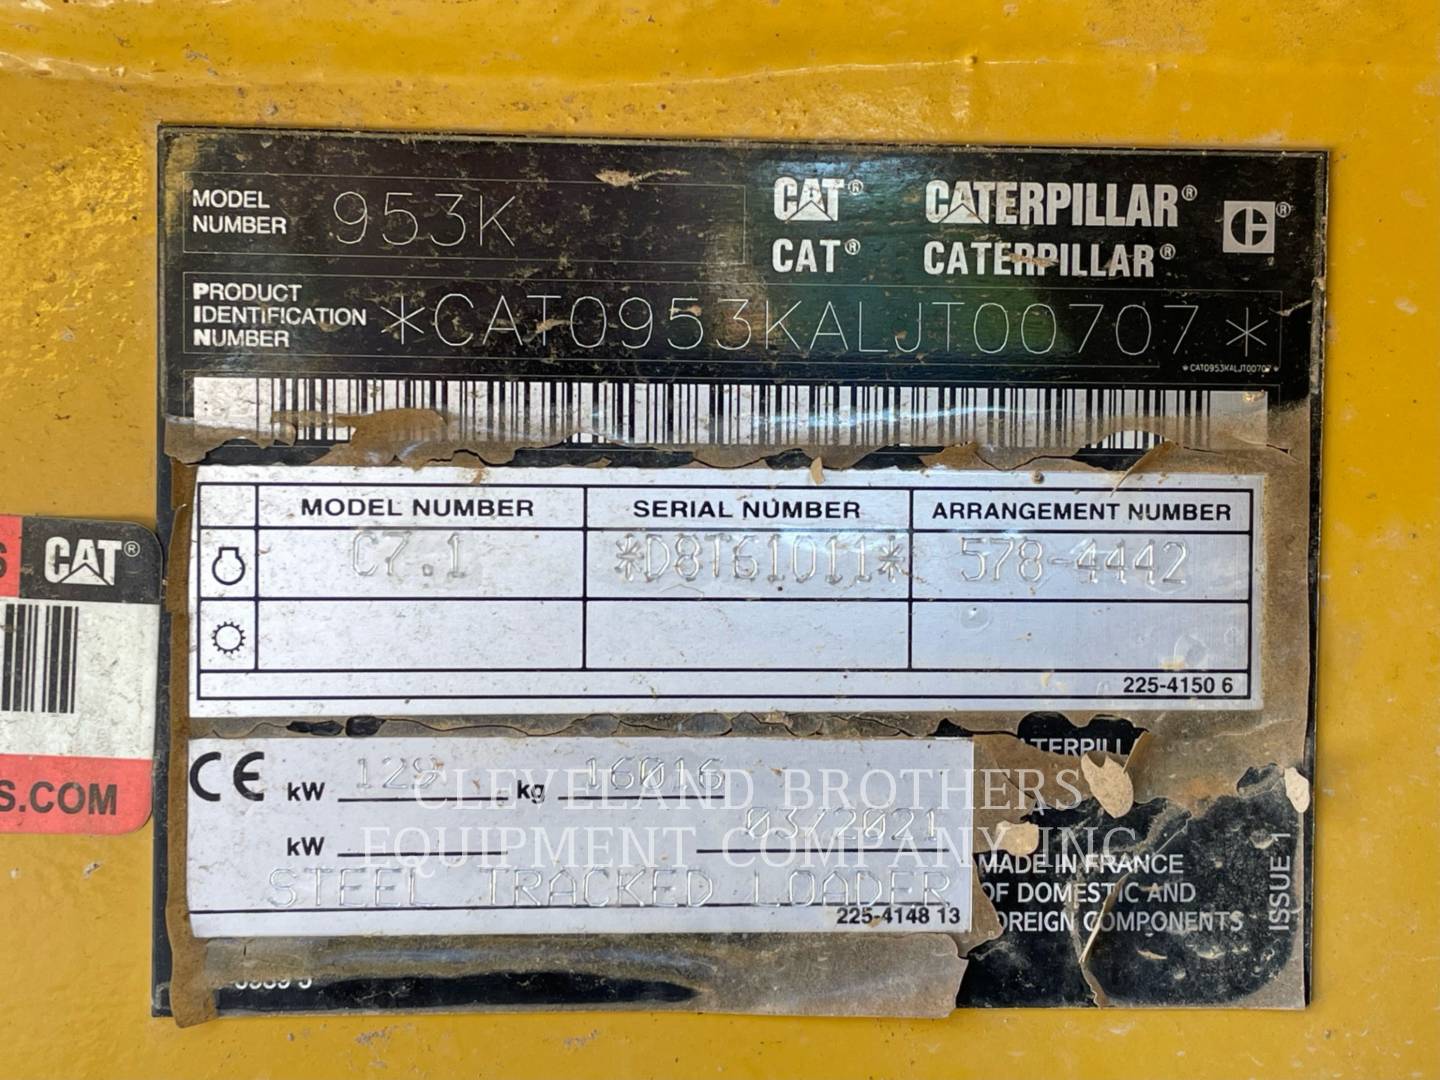 MODEL NUMBER 953K
CAT® CATERPILLAR®
CAT® CATERPILLAR®
PRODUCT IDENTIFICATION NUMBER *CAT0953KALJT00707*
*CAT0953KALJT00707*
MODEL NUMBER SERIAL NUMBER ARRANGEMENT NUMBER
C7.1 *D8T61011* 578-4442
225-4150 6
CAT®
S.COM
CE kW 129 kg 16016
kW 03/2021
STEEL TRACKED LOADER
225-4148 13
MADE IN FRANCE
OF DOMESTIC AND
FOREIGN COMPONENTS
ISSUE 1
CLEVELAND BROTHERS
EQUIPMENT COMPANY INC